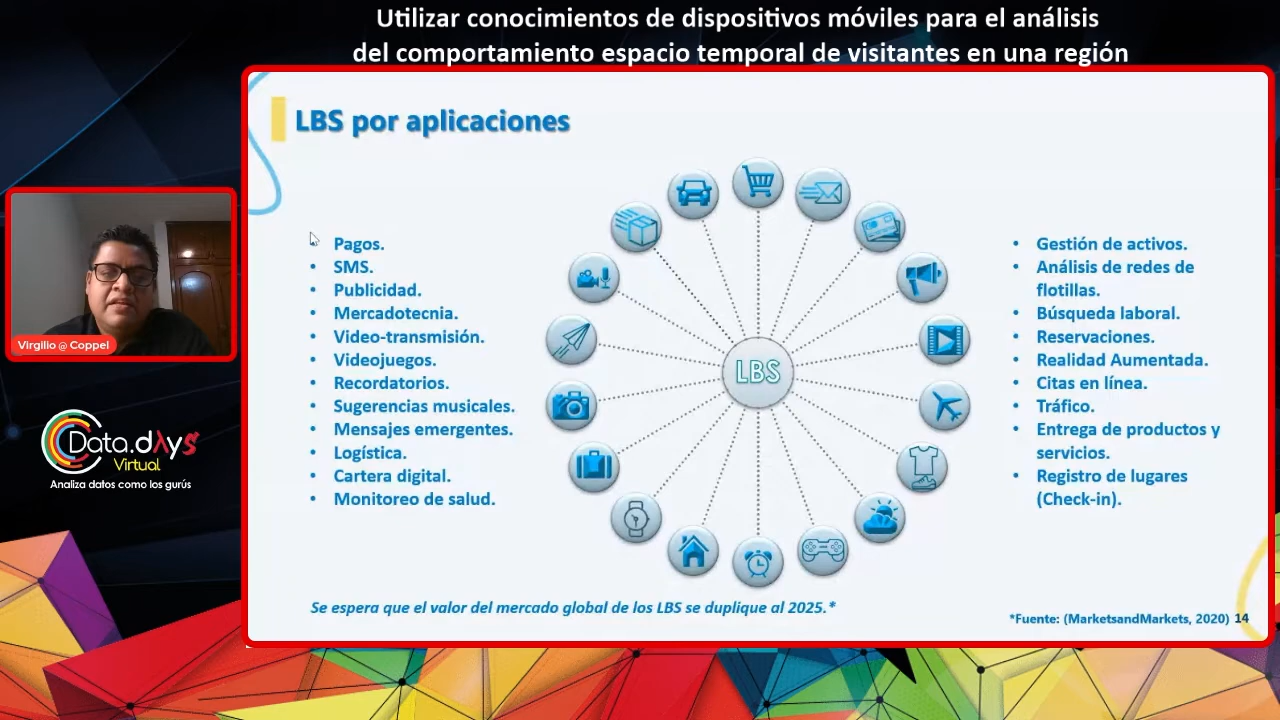 Utilizar conocimientos de dispositivos móviles para el análisis
del comportamiento espacio temporal de visitantes en una región
LBS por aplicaciones
• Pagos.
• SMS.
• Publicidad.
• Mercadotecnia.
• Video-transmisión.
• Videojuegos.
• Recordatorios.
• Sugerencias musicales.
• Mensajes emergentes.
• Logística.
• Cartera digital.
• Monitoreo de salud.
LBS
• Gestión de activos.
• Análisis de redes de
flotillas.
• Búsqueda laboral.
• Reservaciones.
• Realidad Aumentada.
• Citas en línea.
• Tráfico.
• Entrega de productos y
servicios.
• Registro de lugares
(Check-in).
Se espera que el valor del mercado global de los LBS se duplique al 2025.*
*Fuente: (MarketsandMarkets, 2020) 14
Virgilio @ Coppel
Data.dAys
Virtual
Analiza datos como los gurús